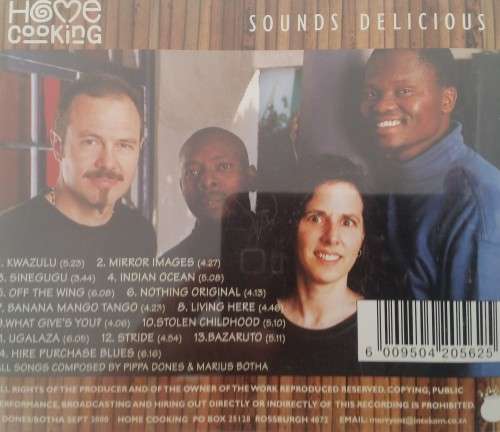 HOME
COOKING
SOUNDS DELICIOUS
1. KWAZULU (5.23) 2. MIRROR IMAGES (4.27)
3. SINEGUGU (3.44) 4. INDIAN OCEAN (5.08)
5. OFF THE WING (6.08) 6. NOTHING ORIGINAL (4.13)
7. BANANA MANGO TANGO (4.23) 8. LIVING HERE (4.46)
9.WHAT GIVE'S YOU? (4.06) 10.STOLEN CHILDHOOD (5.10)
11. UGALAZA (5.05) 12. STRIDE (4.54) 13.BAZARUTO (5.11)
14. HIRE PURCHASE BLUES (6.16)
ALL SONGS COMPOSED BY PIPPA DONES & MARIUS BOTHA
6 009504 205625
ALL RIGHTS OF THE PRODUCER AND OF THE OWNER OF THE WORK REPRODUCED RESERVED. COPYING, PUBLIC
PERFORMANCE, BROADCASTING AND HIRING OUT DIRECTLY OR INDIRECTLY OF THIS RECORDING IS PROHIBITED.
DONES/BOTHA SEPT 2000 HOME COOKING PO BOX 25128 ROSSBURGH 4072 EMAIL: